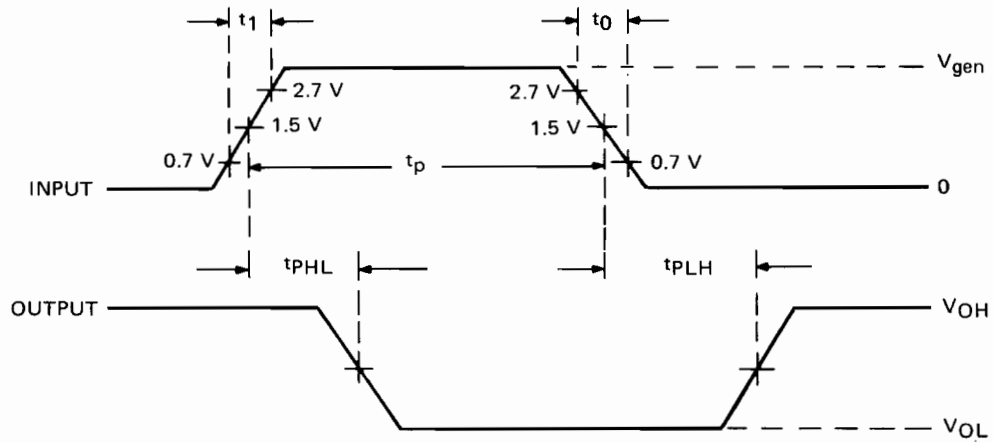 t1
t0
Vgen
2.7 V
2.7 V
1.5 V
1.5 V
0.7 V
tp
0.7 V
INPUT
0
tPHL
tPLH
OUTPUT
VOH
VOL